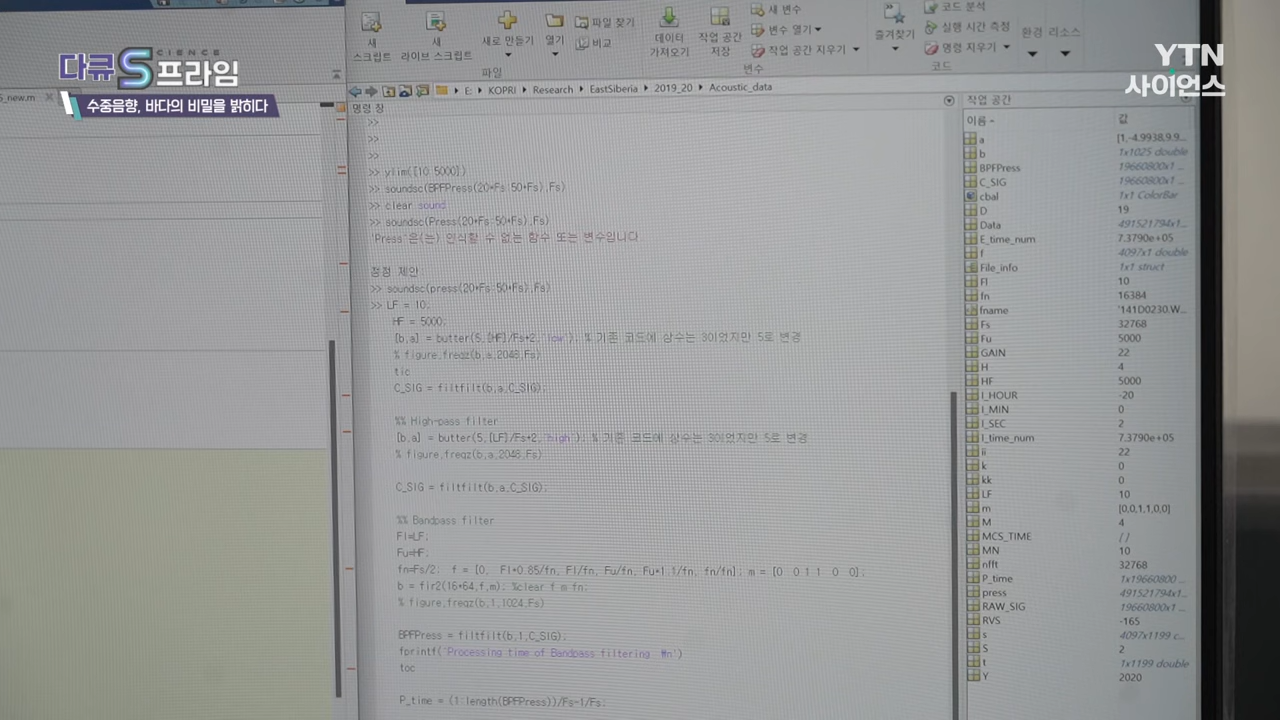 다큐S프라임
CIENCE
수중음향, 바다의 비밀을 밝히다
YTN
사이언스
새
스크립트
새
라이브 스크립트
새로 만들기
열기
파일 찾기
비교
파일
데이터
가져오기
작업 공간
저장
새 변수
변수 열기
작업 공간 지우기
변수
즐겨찾기
코드 분석
실행 시간 측정
명령 지우기
코드
환경 리소스
_new.m
E: KOPRI Research EastSiberia 2019_20 Acoustic_data
명령 창
>>
>>
>>
>> ylim([10 5000])
>> soundsc(BPFPress(20*Fs:50*Fs),Fs)
>> clear sound
>> soundsc(Press(20*Fs:50*Fs),Fs)
'Press'은(는) 인식할 수 없는 함수 또는 변수입니다.
정정 제안:
>> soundsc(press(20*Fs:50*Fs),Fs)
>> LF = 10;
HF = 5000;
[b,a] = butter(5,[HF]/Fs*2,'low'); % 기존 코드에 상수는 3이었지만 5로 변경
% figure,freqz(b,a,2048,Fs)
tic
C_SIG = filtfilt(b,a,C_SIG);
%% High-pass filter
[b,a] = butter(5,[LF]/Fs*2,'high'); % 기존 코드에 상수는 3이었지만 5로 변경
% figure,freqz(b,a,2048,Fs)
C_SIG = filtfilt(b,a,C_SIG);
%% Bandpass filter
Fl=LF;
Fu=HF;
fn=Fs/2; f = [0, Fl*0.85/fn, Fl/fn, Fu/fn, Fu*1.1/fn, fn/fn]; m = [0 0 1 1 0 0];
b = fir2(16*64,f,m); %clear f m fn;
% figure,freqz(b,1,1024,Fs)
BPFPress = filtfilt(b,1,C_SIG);
fprintf('Processing time of Bandpass filtering ₩n')
toc
P_time = (1:length(BPFPress))/Fs-1/Fs;
작업 공간
이름 값
a [1,-4.9938,9.9...
b 1x1025 double
BPFPress 19660800x1 ...
C_SIG 19660800x1 ...
cbal 1x1 ColorBar
D 19
Data 491521794x1...
E_time_num 7.3790e+05
f 4097x1 double
File_info 1x1 struct
Fl 10
fn 16384
fname '141D0230.W...
Fs 32768
Fu 5000
GAIN 22
H 4
HF 5000
I_HOUR -20
I_MIN 0
I_SEC 2
I_time_num 7.3790e+05
ii 22
k 0
kk 0
LF 10
m [0,0,1,1,0,0]
M 4
MCS_TIME [ ]
MN 10
nfft 32768
P_time 1x19660800 ...
press 491521794x1...
RAW_SIG 19660800x1 ...
RVS -165
s 4097x1199 c...
S 2
t 1x1199 double
Y 2020